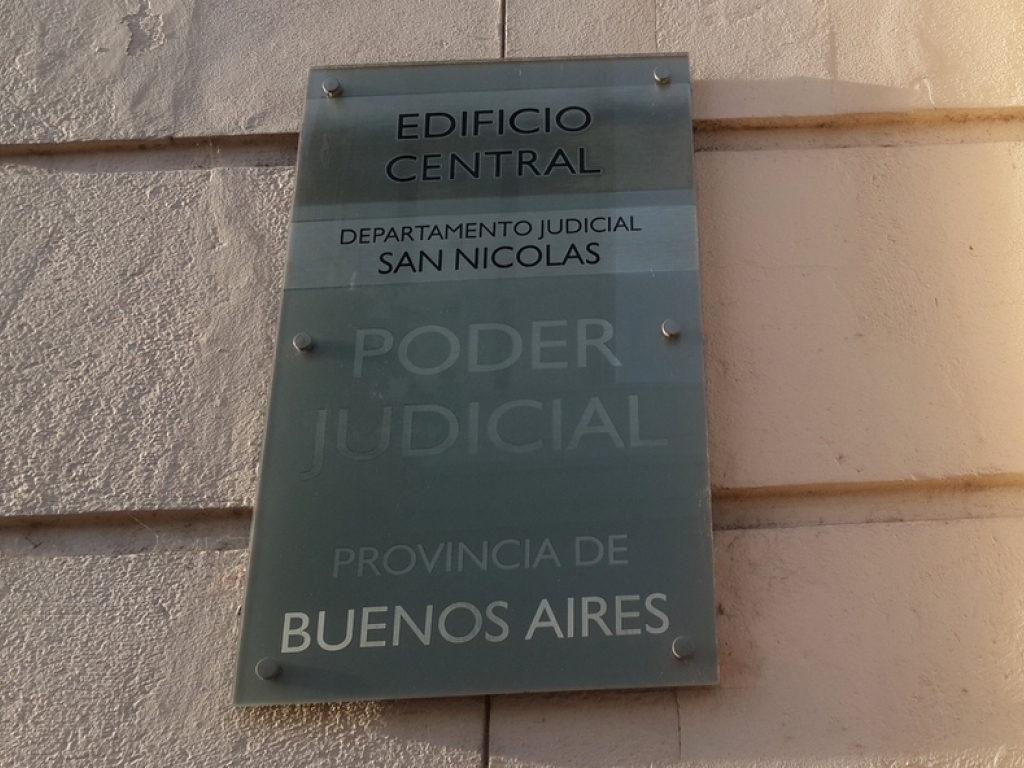 EDIFICIO
CENTRAL
DEPARTAMENTO JUDICIAL
SAN NICOLAS
PODER
JUDICIAL
PROVINCIA DE
BUENOS AIRES